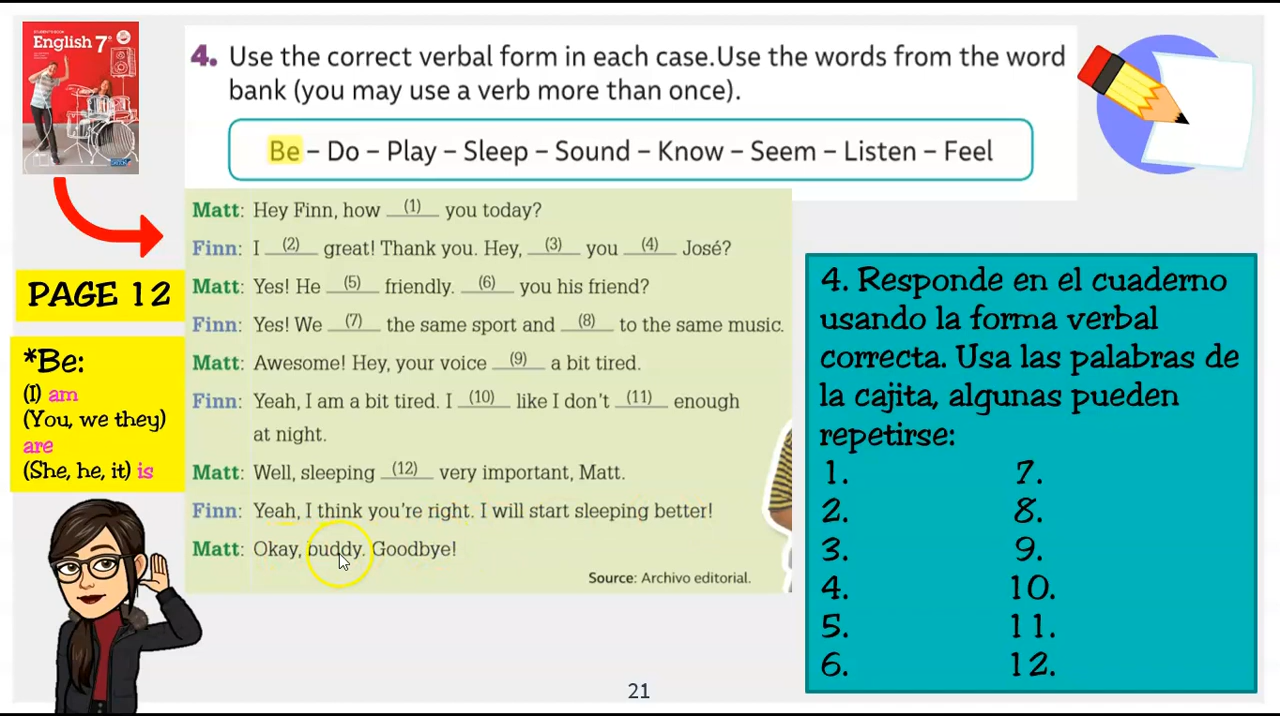 STUDENT'S BOOK
English 7°
4. Use the correct verbal form in each case.Use the words from the word
bank (you may use a verb more than once).
Be – Do – Play – Sleep – Sound – Know – Seem – Listen – Feel
Matt: Hey Finn, how (1) you today?
Finn: I (2) great! Thank you. Hey, (3) you (4) José?
Matt: Yes! He (5) friendly. (6) you his friend?
Finn: Yes! We (7) the same sport and (8) to the same music.
Matt: Awesome! Hey, your voice (9) a bit tired.
Finn: Yeah, I am a bit tired. I (10) like I don't (11) enough
at night.
Matt: Well, sleeping (12) very important, Matt.
Finn: Yeah, I think you're right. I will start sleeping better!
Matt: Okay, buddy. Goodbye!
Source: Archivo editorial.
PAGE 12
*Be:
(I) am
(You, we they)
are
(She, he, it) is
4. Responde en el cuaderno
usando la forma verbal
correcta. Usa las palabras de
la cajita, algunas pueden
repetirse:
1. 7.
2. 8.
3. 9.
4. 10.
5. 11.
6. 12.
21